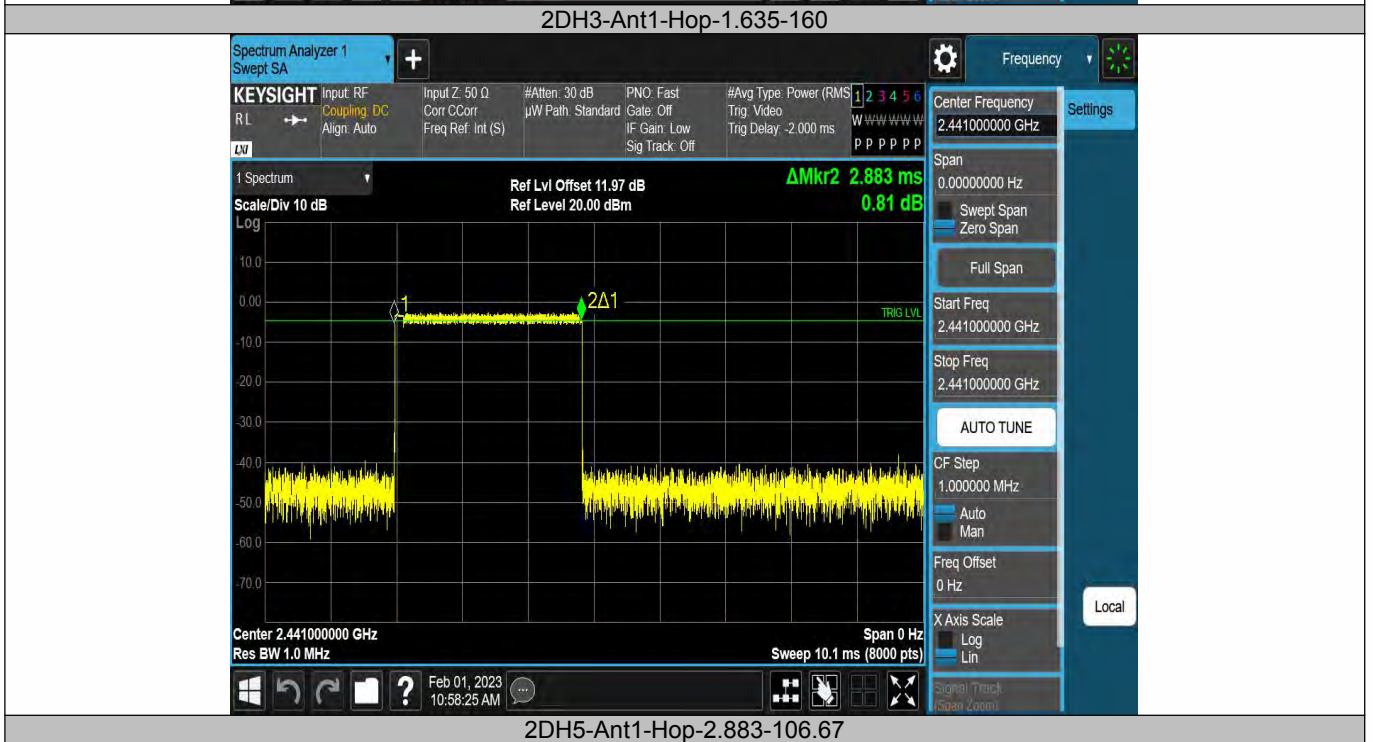 2DH3-Ant1-Hop-1.635-160
Spectrum Analyzer 1
Swept SA
+
Frequency
KEYSIGHT
RL
LXI
Input: RF
Coupling: DC
Align: Auto
Input Z: 50 Ω
Corr CCorr
Freq Ref: Int (S)
#Atten: 30 dB
µW Path: Standard
PNO: Fast
Gate: Off
IF Gain: Low
Sig Track: Off
#Avg Type: Power (RMS
Trig: Video
Trig Delay: -2.000 ms
1 2 3 4 5 6
W W W W W W
P P P P P P
1 Spectrum
Scale/Div 10 dB
Log
Ref Lvl Offset 11.97 dB
Ref Level 20.00 dBm
ΔMkr2 2.883 ms
0.81 dB
10.0
0.00
-10.0
-20.0
-30.0
-40.0
-50.0
-60.0
-70.0
1
2Δ1
TRIG LVL
Center 2.441000000 GHz
Res BW 1.0 MHz
Span 0 Hz
Sweep 10.1 ms (8000 pts)
Center Frequency
2.441000000 GHz
Span
0.00000000 Hz
Swept Span
Zero Span
Full Span
Start Freq
2.441000000 GHz
Stop Freq
2.441000000 GHz
AUTO TUNE
CF Step
1.000000 MHz
Auto
Man
Freq Offset
0 Hz
X Axis Scale
Log
Lin
Signal Track
(Span Zoom)
Settings
Local
?
Feb 01, 2023
10:58:25 AM
2DH5-Ant1-Hop-2.883-106.67